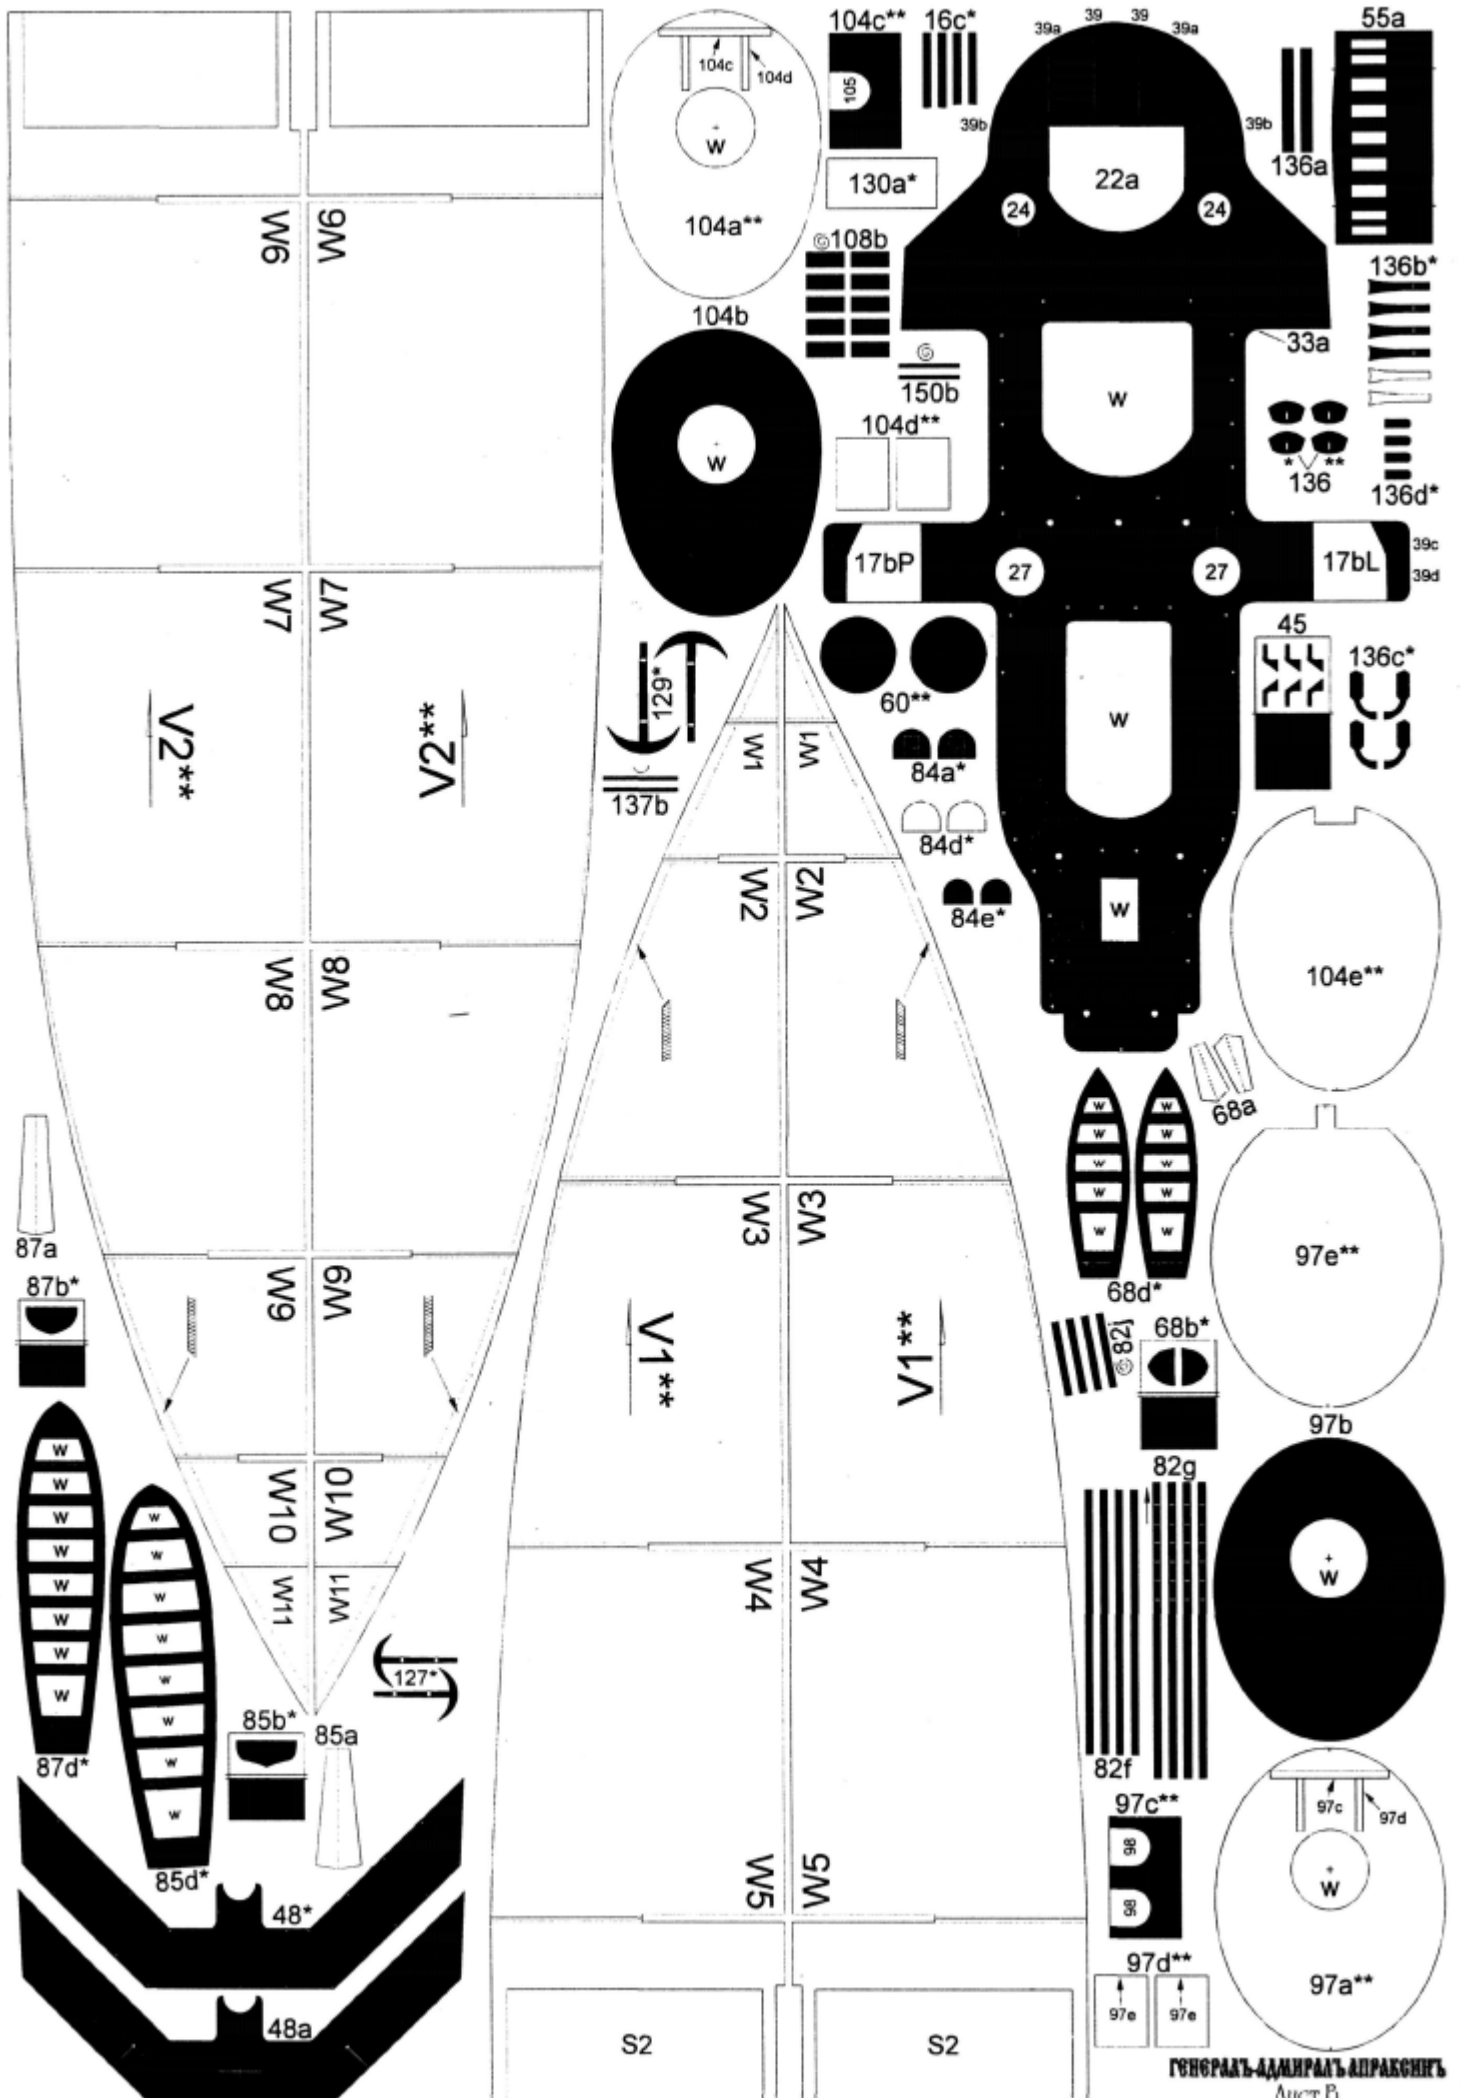 104c** 16c* 39a 39 39 39a 55a
104c 104d
105
39b 39b
W
136a
130a* 22a
24 24
104a**
108b 136b*
W6 W6
104b
33a
150b
W
104d**
W
* **
136 136d*
17bP 27 27 17bL 39c
39d
W7 W7
45
136c*
129*
60**
V2** V2**
W
W1 W1
84a*
137b
84d*
W2 W2
84e*
W
W8 W8
104e**
68a
W W
W W
W W
W W
W W
W3 W3
87a
97e**
W9 W9
87b*
68d*
82j 68b*
V1** V1**
97b
W
W
W
W
W
W
W
W
W10 W10
82g
W
W
W
W
W
W
W
W
W
W4 W4
W11 W11
127*
85b* 85a
87d*
82f
97c**
97c 97d
98
W
W5 W5
85d*
48*
98
97d**
97a**
97e 97e
48a
S2 S2
ГЕНЕРАЛЪ-АДМИРАЛЪ АПРАКСИНЪ
Лист В